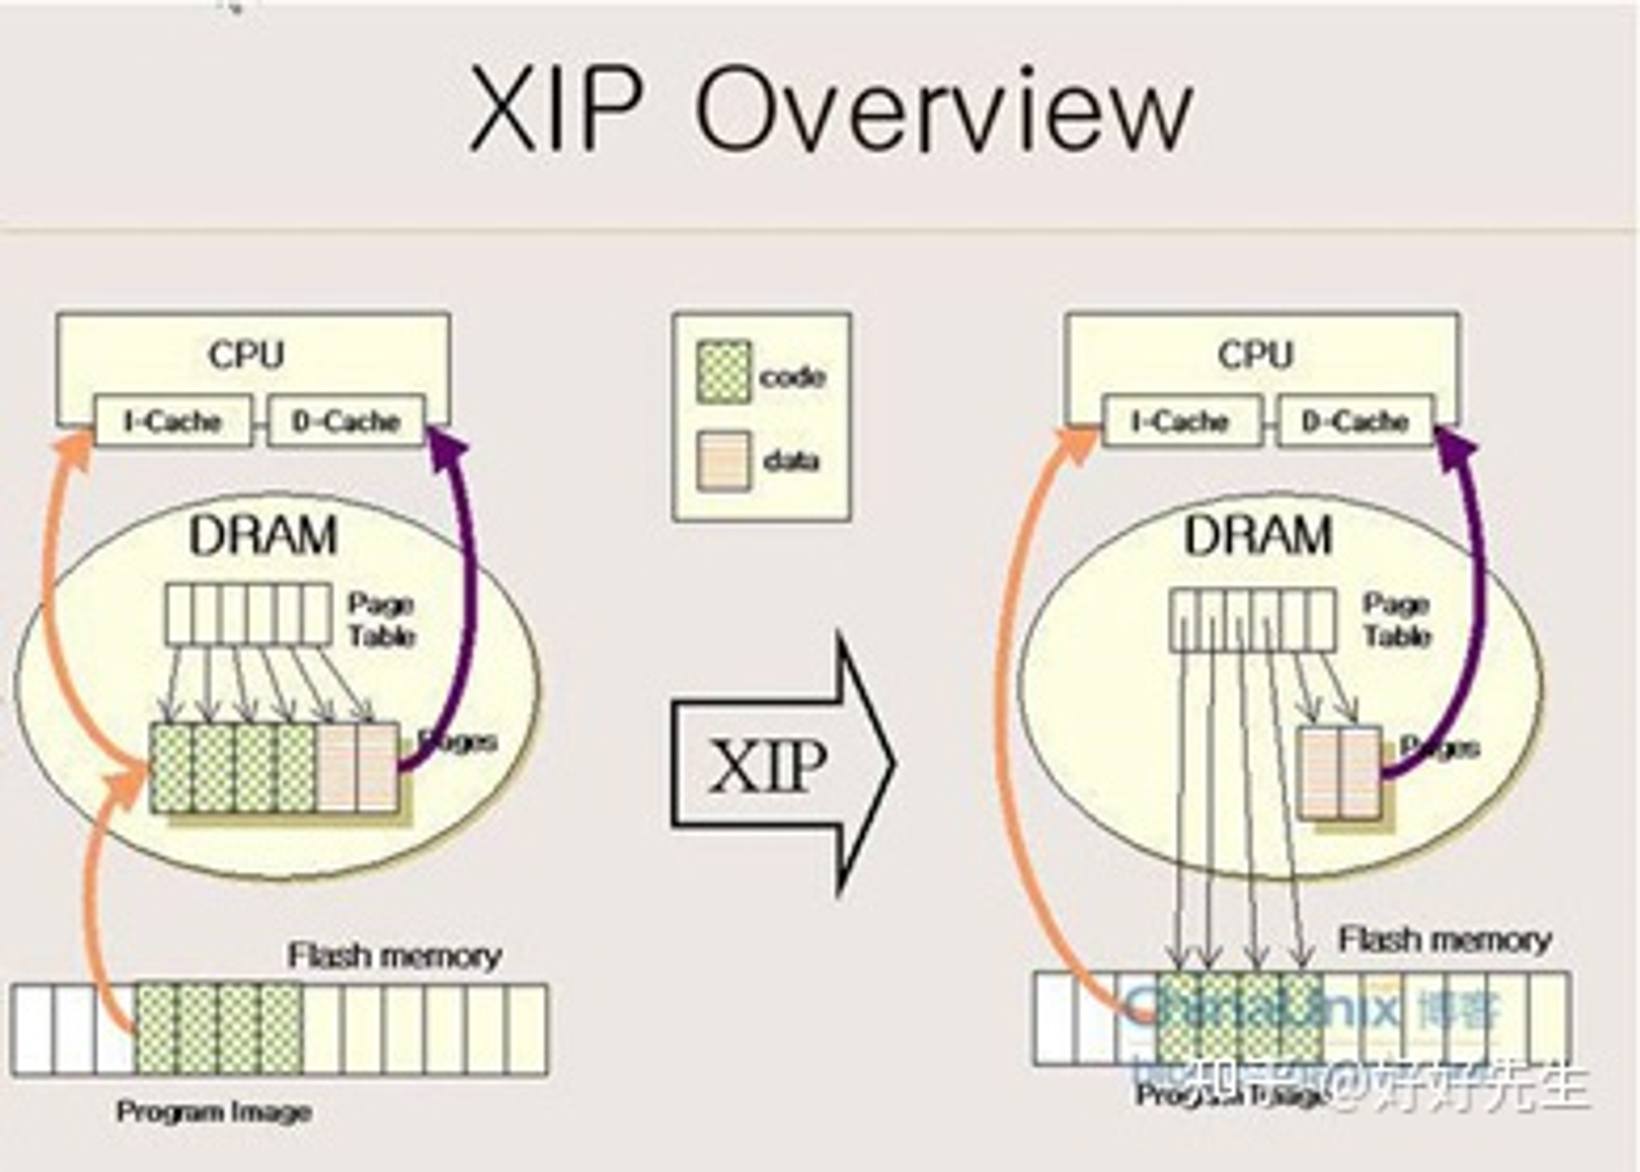 XIP Overview
CPU
I-Cache
D-Cache
DRAM
Page
Table
Pages
Flash memory
Program Image
code
data
XIP
CPU
I-Cache
D-Cache
DRAM
Page
Table
Pages
Flash memory
ChinaUnix 博客
Program Image
知乎 @好好先生